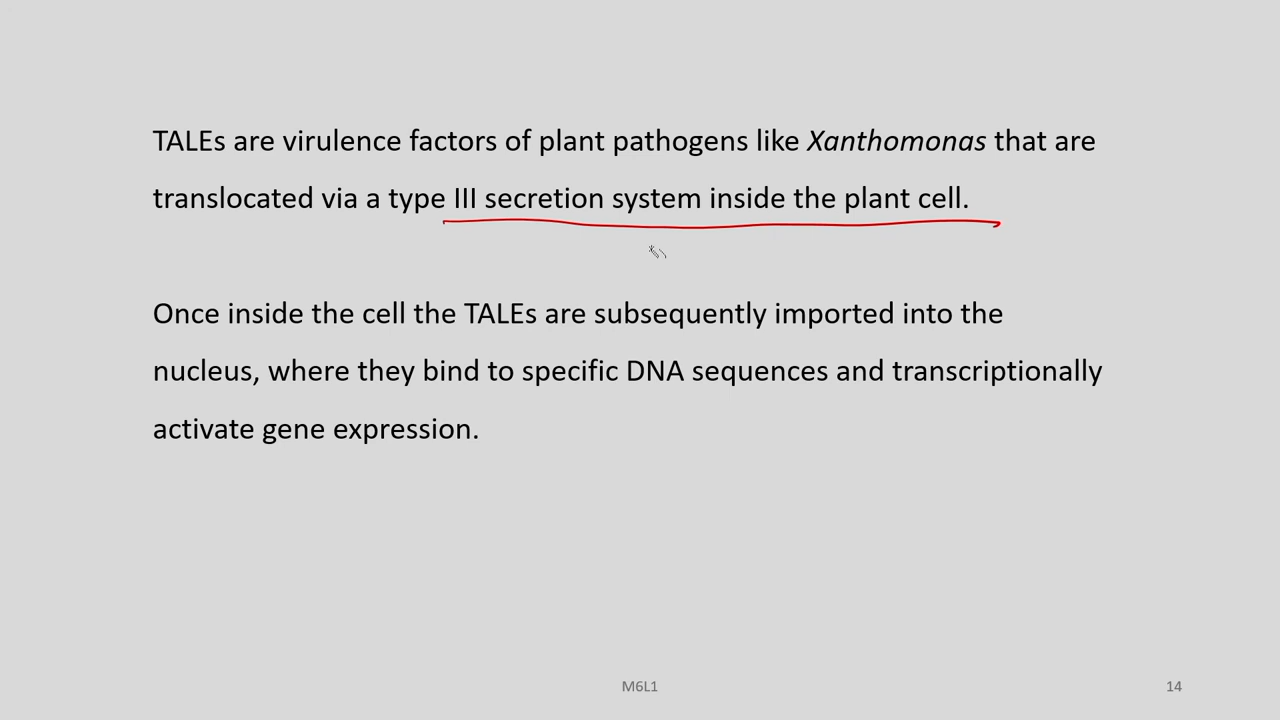 TALEs are virulence factors of plant pathogens like Xanthomonas that are
translocated via a type III secretion system inside the plant cell.
Once inside the cell the TALEs are subsequently imported into the
nucleus, where they bind to specific DNA sequences and transcriptionally
activate gene expression.
M6L1
14